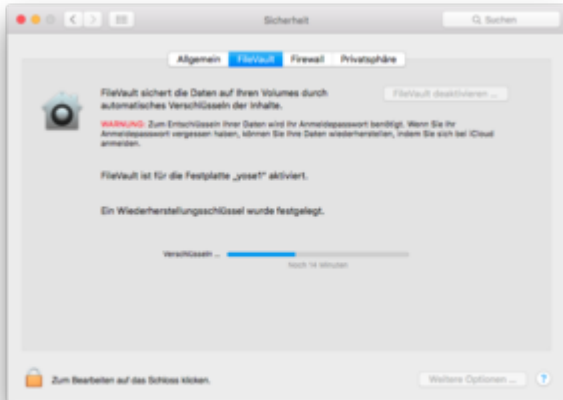 Sicherheit
Suchen
Allgemein FileVault Firewall Privatsphäre
FileVault sichert die Daten auf Ihren Volumes durch
automatisches Verschlüsseln der Inhalte.
FileVault deaktivieren ...
WARNUNG: Zum Entschlüsseln Ihrer Daten wird Ihr Anmeldepasswort benötigt. Wenn Sie Ihr
Anmeldepasswort vergessen haben, können Sie Ihre Daten wiederherstellen, indem Sie sich bei iCloud
anmelden.
FileVault ist für die Festplatte „yose1“ aktiviert.
Ein Wiederherstellungsschlüssel wurde festgelegt.
Verschlüsseln ...
Noch 14 Minuten
Zum Bearbeiten auf das Schloss klicken.
Weitere Optionen ...
?